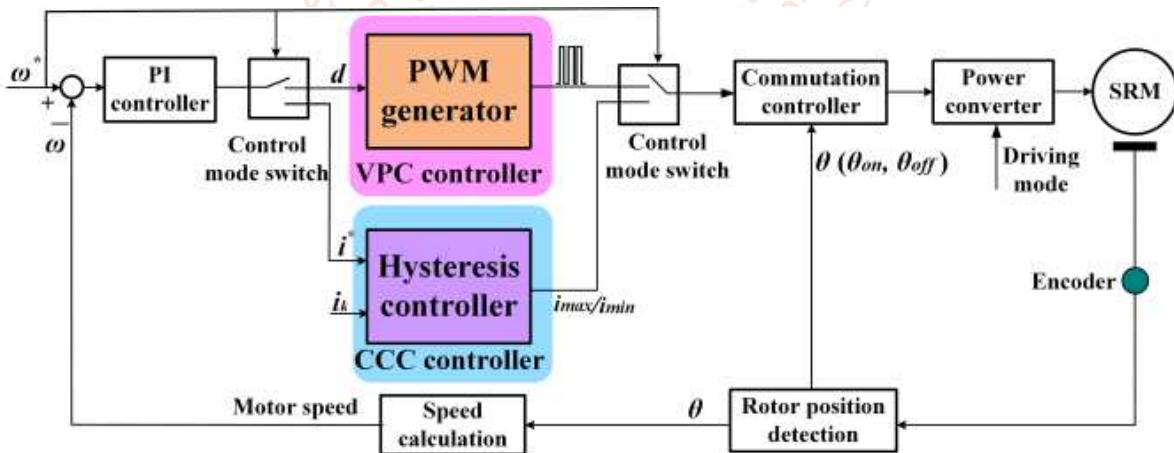 ω*
+
−
ω
PI
controller
Control
mode switch
d
PWM
generator
VPC controller
i*
ik
Hysteresis
controller
CCC controller
imax/imin
Control
mode switch
Commutation
controller
θ (θon, θoff )
Power
converter
Driving
mode
SRM
Encoder
Motor speed
Speed
calculation
θ
Rotor position
detection